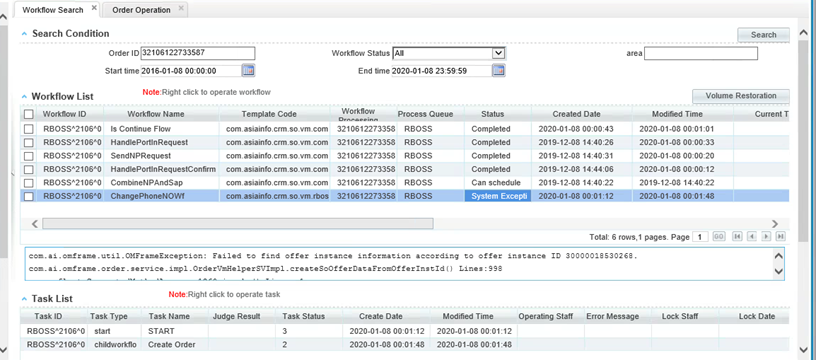 Workflow Search × Order Operation ×
Search Condition Search
Order ID 32106122733587 Workflow Status All area
Start time 2016-01-08 00:00:00 End time 2020-01-08 23:59:59
Note:Right click to operate workflow
Workflow List Volume Restoration
Workflow ID Workflow Name Template Code Workflow Processing Process Queue Status Created Date Modified Time Current T
RBOSS^2106^0 Is Continue Flow com.asiainfo.crm.so.vm.com 3210612273358 RBOSS Completed 2020-01-08 00:00:43 2020-01-08 00:01:01
RBOSS^2106^0 HandlePortInRequest com.asiainfo.crm.so.vm.com 3210612273358 RBOSS Completed 2019-12-08 14:40:26 2020-01-08 00:00:33
RBOSS^2106^0 SendNPRequest com.asiainfo.crm.so.vm.com 3210612273358 RBOSS Completed 2019-12-08 14:40:31 2020-01-08 00:00:20
RBOSS^2106^0 HandlePortInRequestConfirm com.asiainfo.crm.so.vm.com 3210612273358 RBOSS Completed 2019-12-08 14:44:06 2020-01-08 00:00:12
RBOSS^2106^0 CombineNPAndSap com.asiainfo.crm.so.vm.com 3210612273358 RBOSS Can schedule 2019-12-08 14:40:22 2019-12-08 14:40:22
RBOSS^2106^0 ChangePhoneNOWf com.asiainfo.crm.vm.rbom 3210612273358 RBOSS System Excepti 2020-01-08 00:01:12 2020-01-08 00:01:48
Total: 6 rows,1 pages. Page 1 GO
com.ai.omframe.util.OMFrameException: Failed to find offer instance information according to offer instance ID 30000018530268.
com.ai.omframe.order.service.impl.OrderVmHelperSVImpl.createSoOfferDataFromOfferInstId() Lines:998
Note:Right click to operate task
Task List
Task ID Task Type Task Name Judge Result Task Status Create Date Modified Time Operating Staff Error Message Lock Staff Lock Date
RBOSS^2106^0 start START 3 2020-01-08 00:01:12 2020-01-08 00:01:12
RBOSS^2106^0 childworkflo Create Order 2 2020-01-08 00:01:48 2020-01-08 00:01:48